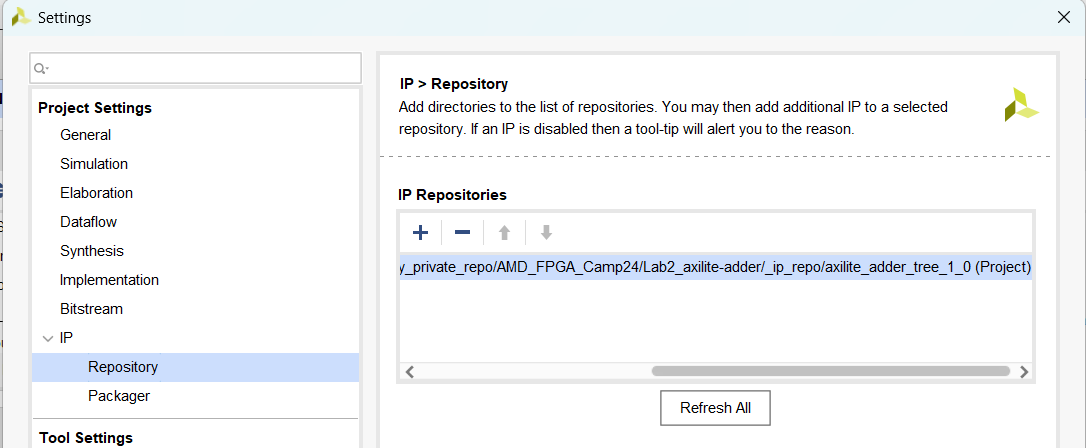 Settings
Project Settings
General
Simulation
Elaboration
Dataflow
Synthesis
Implementation
Bitstream
IP
Repository
Packager
Tool Settings
IP > Repository
Add directories to the list of repositories. You may then add additional IP to a selected
repository. If an IP is disabled then a tool-tip will alert you to the reason.
IP Repositories
y_private_repo/AMD_FPGA_Camp24/Lab2_axilite-adder/_ip_repo/axilite_adder_tree_1_0 (Project)
Refresh All